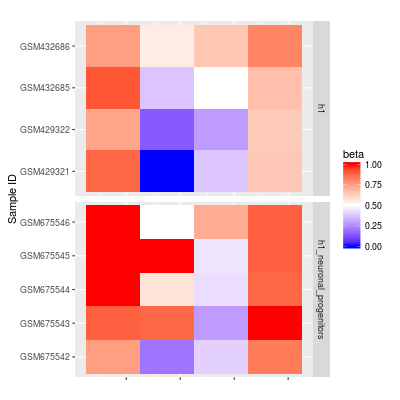 Sample ID
GSM432686
GSM432685
GSM429322
GSM429321
h1
GSM675546
GSM675545
GSM675544
GSM675543
GSM675542
h1_neuronal_progenitors
beta
1.00
0.75
0.50
0.25
0.00